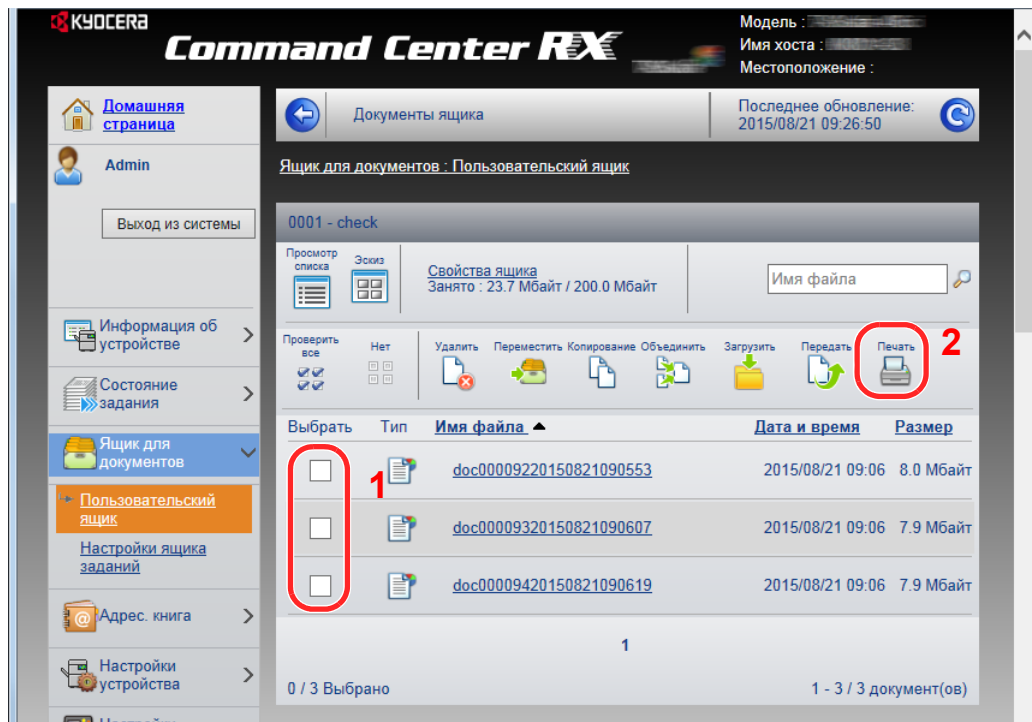 KYOCERA
Command Center RX
Модель :
Имя хоста :
Местоположение :
Домашняя
страница
Admin
Выход из системы
Информация об
устройстве
Состояние
задания
Ящик для
документов
Пользовательский
ящик
Настройки ящика
заданий
Адрес. книга
Настройки
устройства
Документы ящика
Последнее обновление:
2015/08/21 09:26:50
Ящик для документов : Пользовательский ящик
0001 - check
Просмотр
списка
Эскиз
Свойства ящика
Занято : 23.7 Мбайт / 200.0 Мбайт
Имя файла
Проверить
все
Нет
Удалить
Переместить
Копирование
Объединить
Загрузить
Передать
Печать
2
Выбрать Тип Имя файла Дата и время Размер
1
doc00009220150821090553 2015/08/21 09:06 8.0 Мбайт
doc00009320150821090607 2015/08/21 09:06 7.9 Мбайт
doc00009420150821090619 2015/08/21 09:06 7.9 Мбайт
1
0 / 3 Выбрано 1 - 3 / 3 документ(ов)